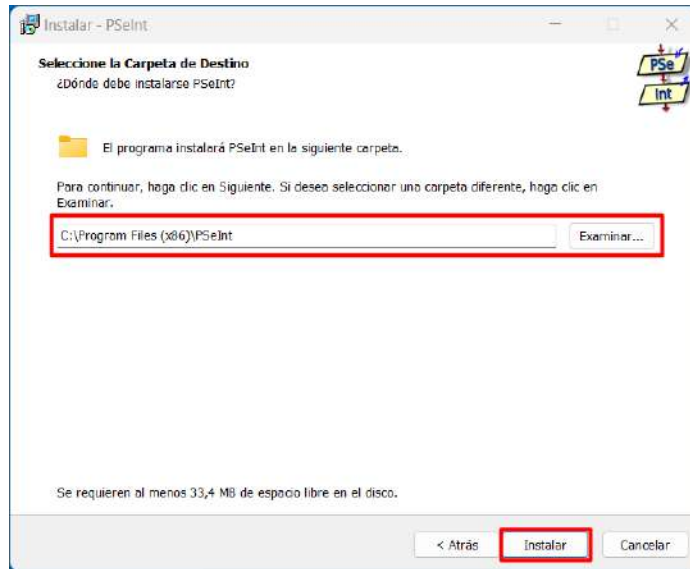 Instalar - PSeInt
Seleccione la Carpeta de Destino
¿Dónde debe instalarse PSeInt?
PSe
Int
El programa instalará PSeInt en la siguiente carpeta.
Para continuar, haga clic en Siguiente. Si desea seleccionar una carpeta diferente, haga clic en
Examinar.
C:\Program Files (x86)\PSeInt
Examinar...
Se requieren al menos 33,4 MB de espacio libre en el disco.
< Atrás
Instalar
Cancelar